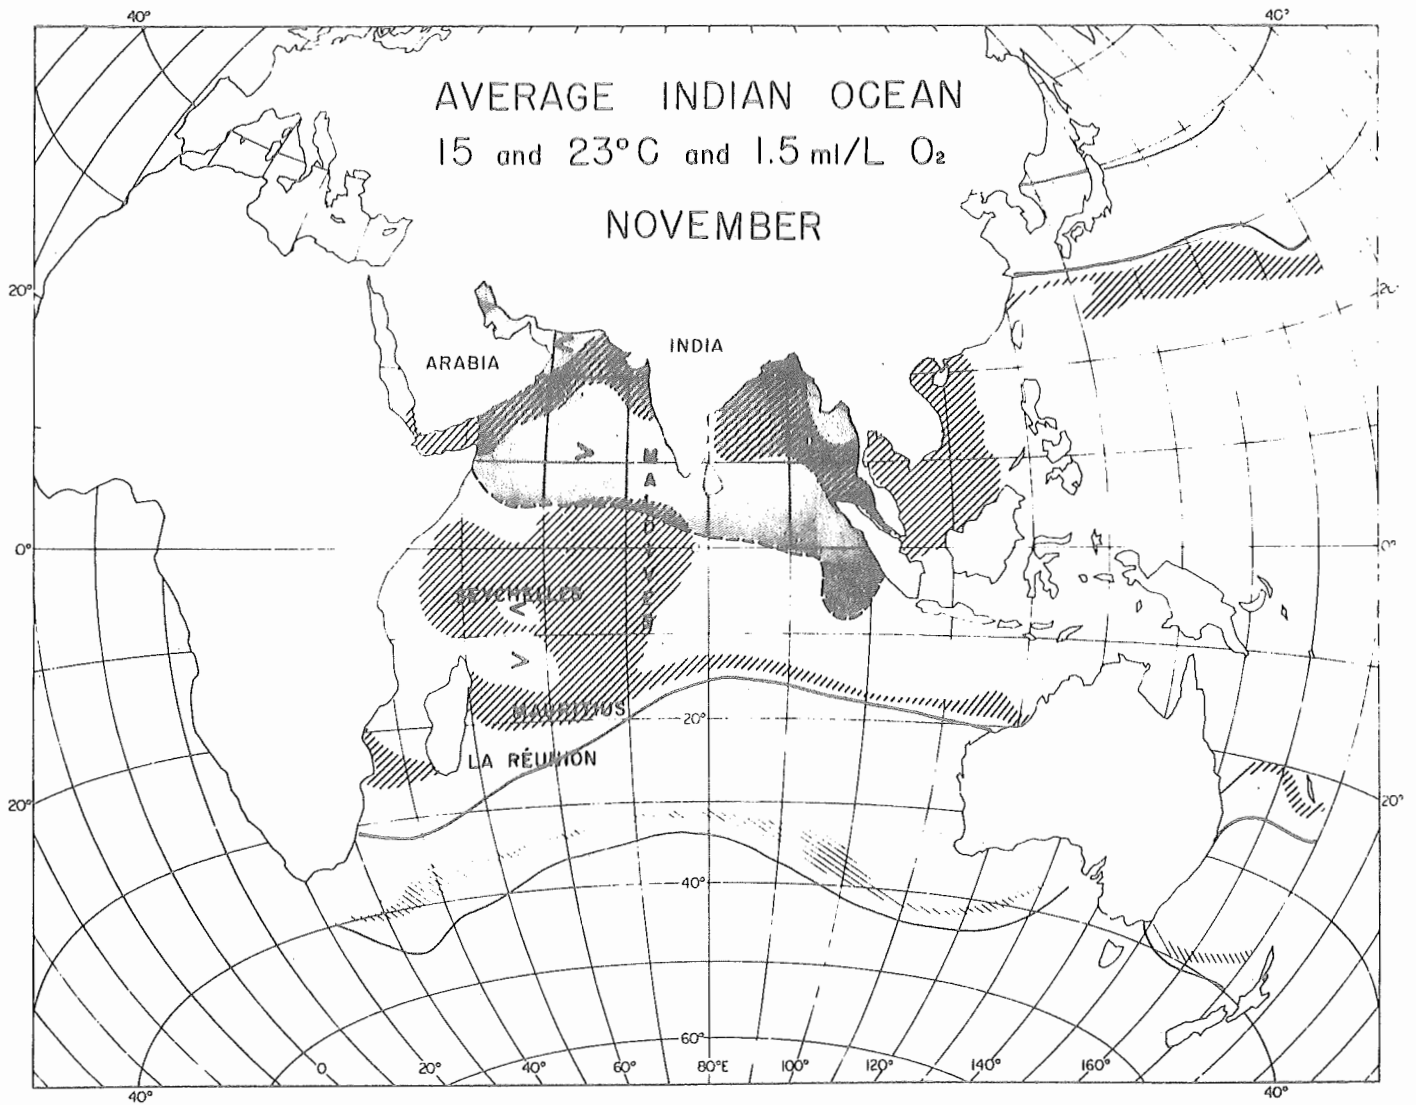 40° 40°
AVERAGE INDIAN OCEAN
15 and 23°C and 1.5 ml/L O₂
NOVEMBER
20°
INDIA
ARABIA
<
>
MALDIVES
0° 0°
SEYCHELLES
<
>
MAURITIUS
20°
LA RÉUNION
20° 20°
40°
60°
0 20° 40° 60° 80°E 100° 120° 140° 160°
40° 40°